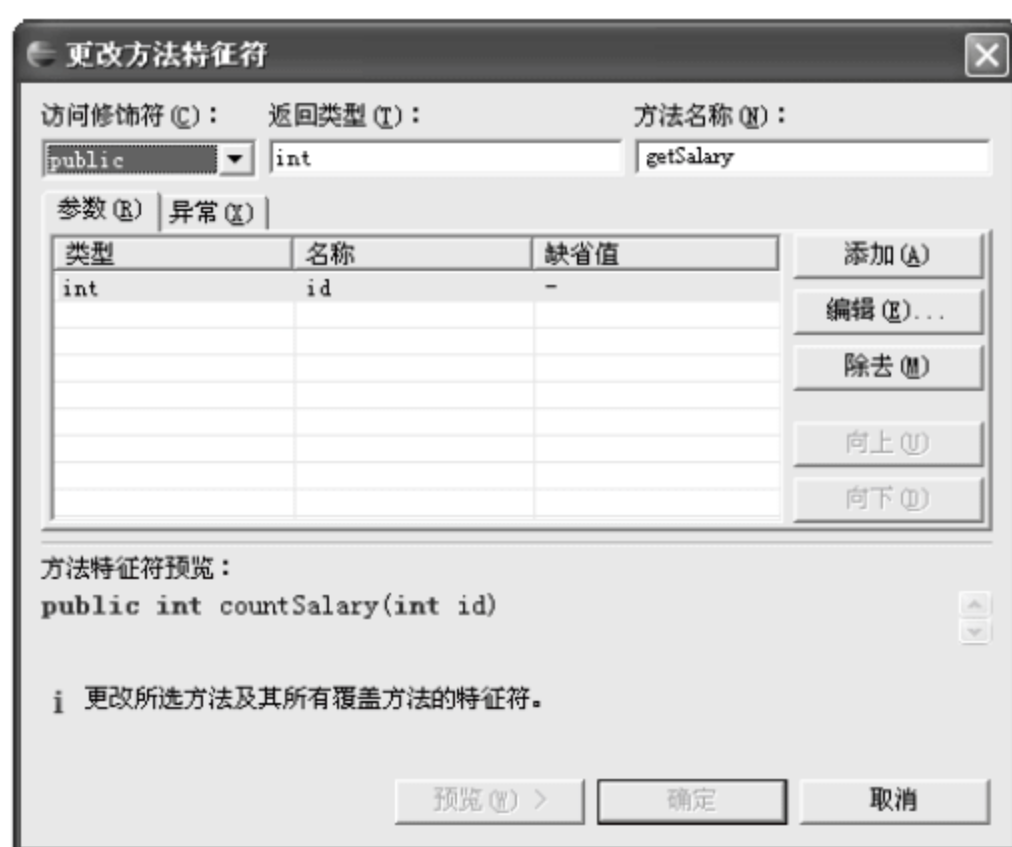 更改方法特征符
访问修饰符(C)： 返回类型(T)： 方法名称(N)：
public int getSalary
参数(R) 异常(X)
类型 名称 缺省值 添加(A)
int id - 编辑(E)...
除去(M)
向上(U)
向下(D)
方法特征符预览：
public int countSalary(int id)
i 更改所选方法及其所有覆盖方法的特征符。
预览(W) > 确定 取消